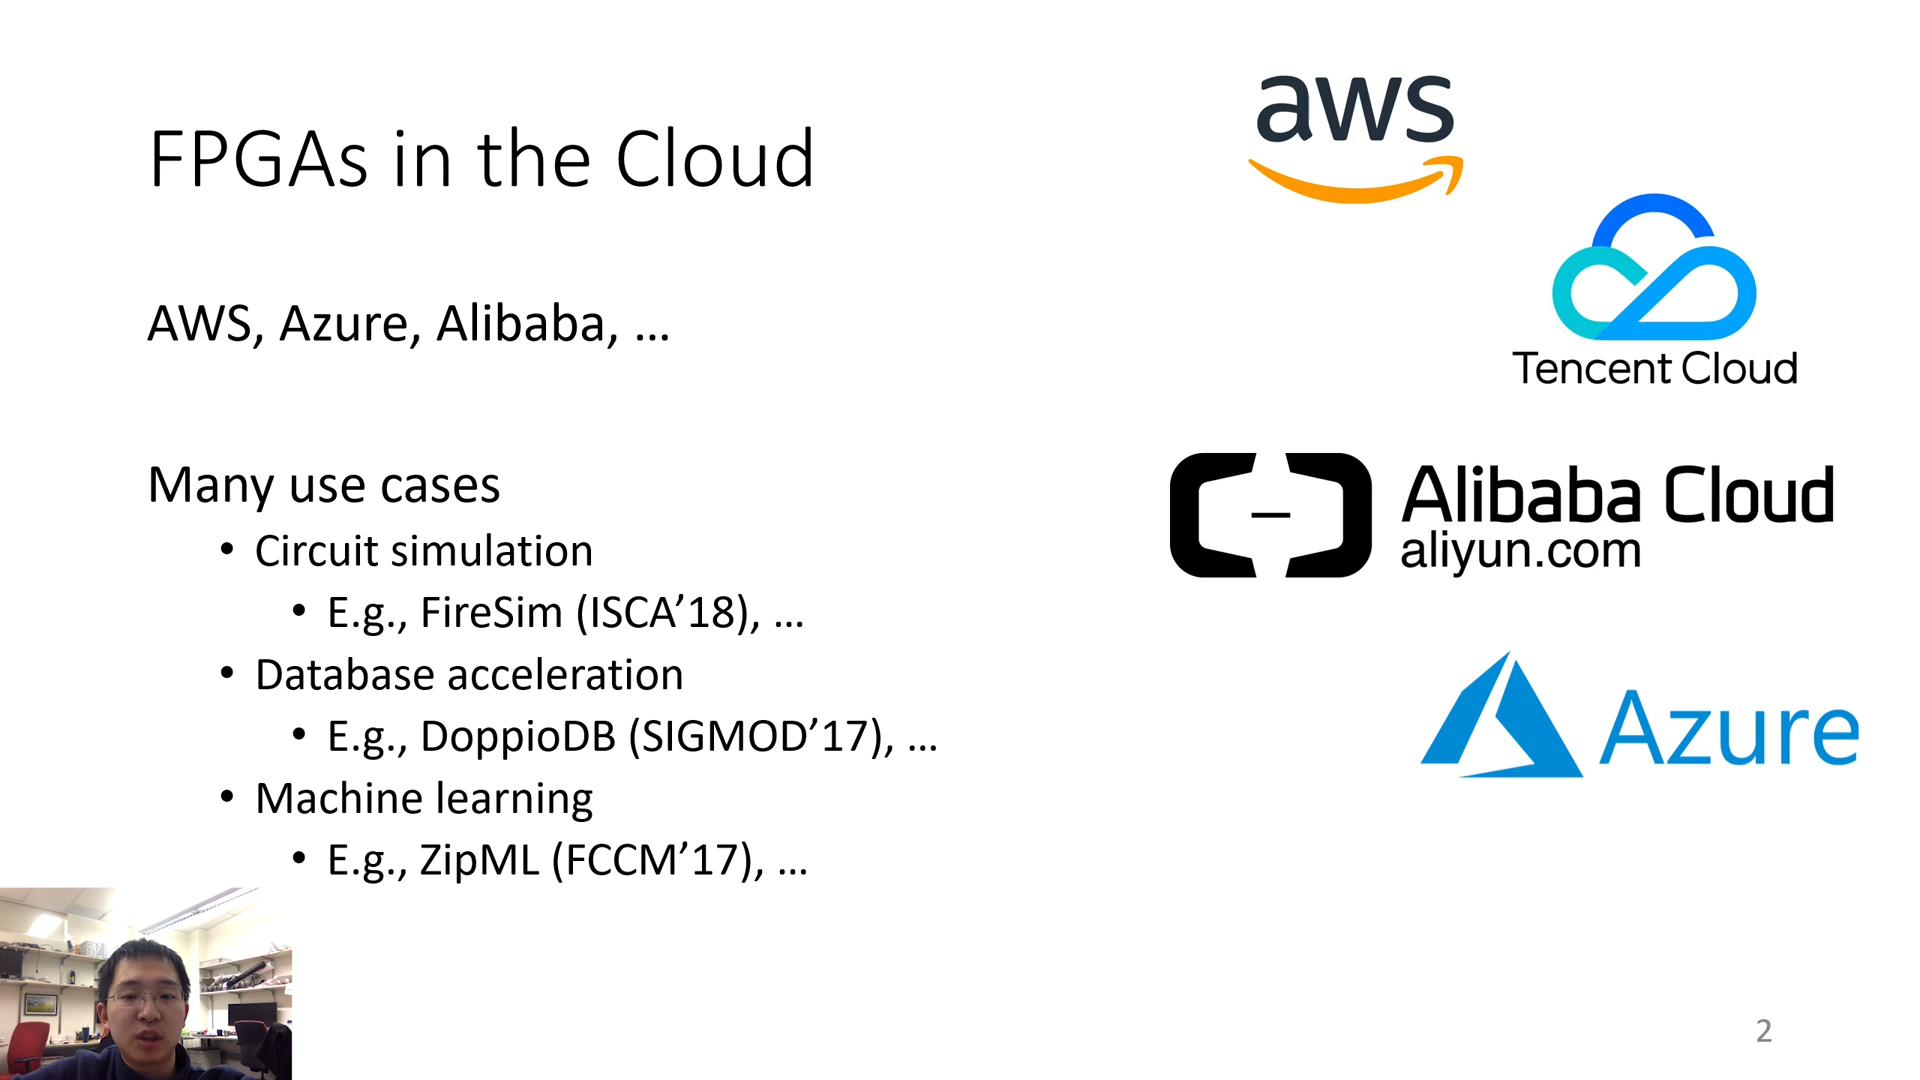 FPGAs in the Cloud
AWS, Azure, Alibaba, ...
Many use cases
• Circuit simulation
• E.g., FireSim (ISCA’18), ...
• Database acceleration
• E.g., DoppioDB (SIGMOD’17), ...
• Machine learning
• E.g., ZipML (FCCM’17), ...
aws
Tencent Cloud
Alibaba Cloud
aliyun.com
Azure
2